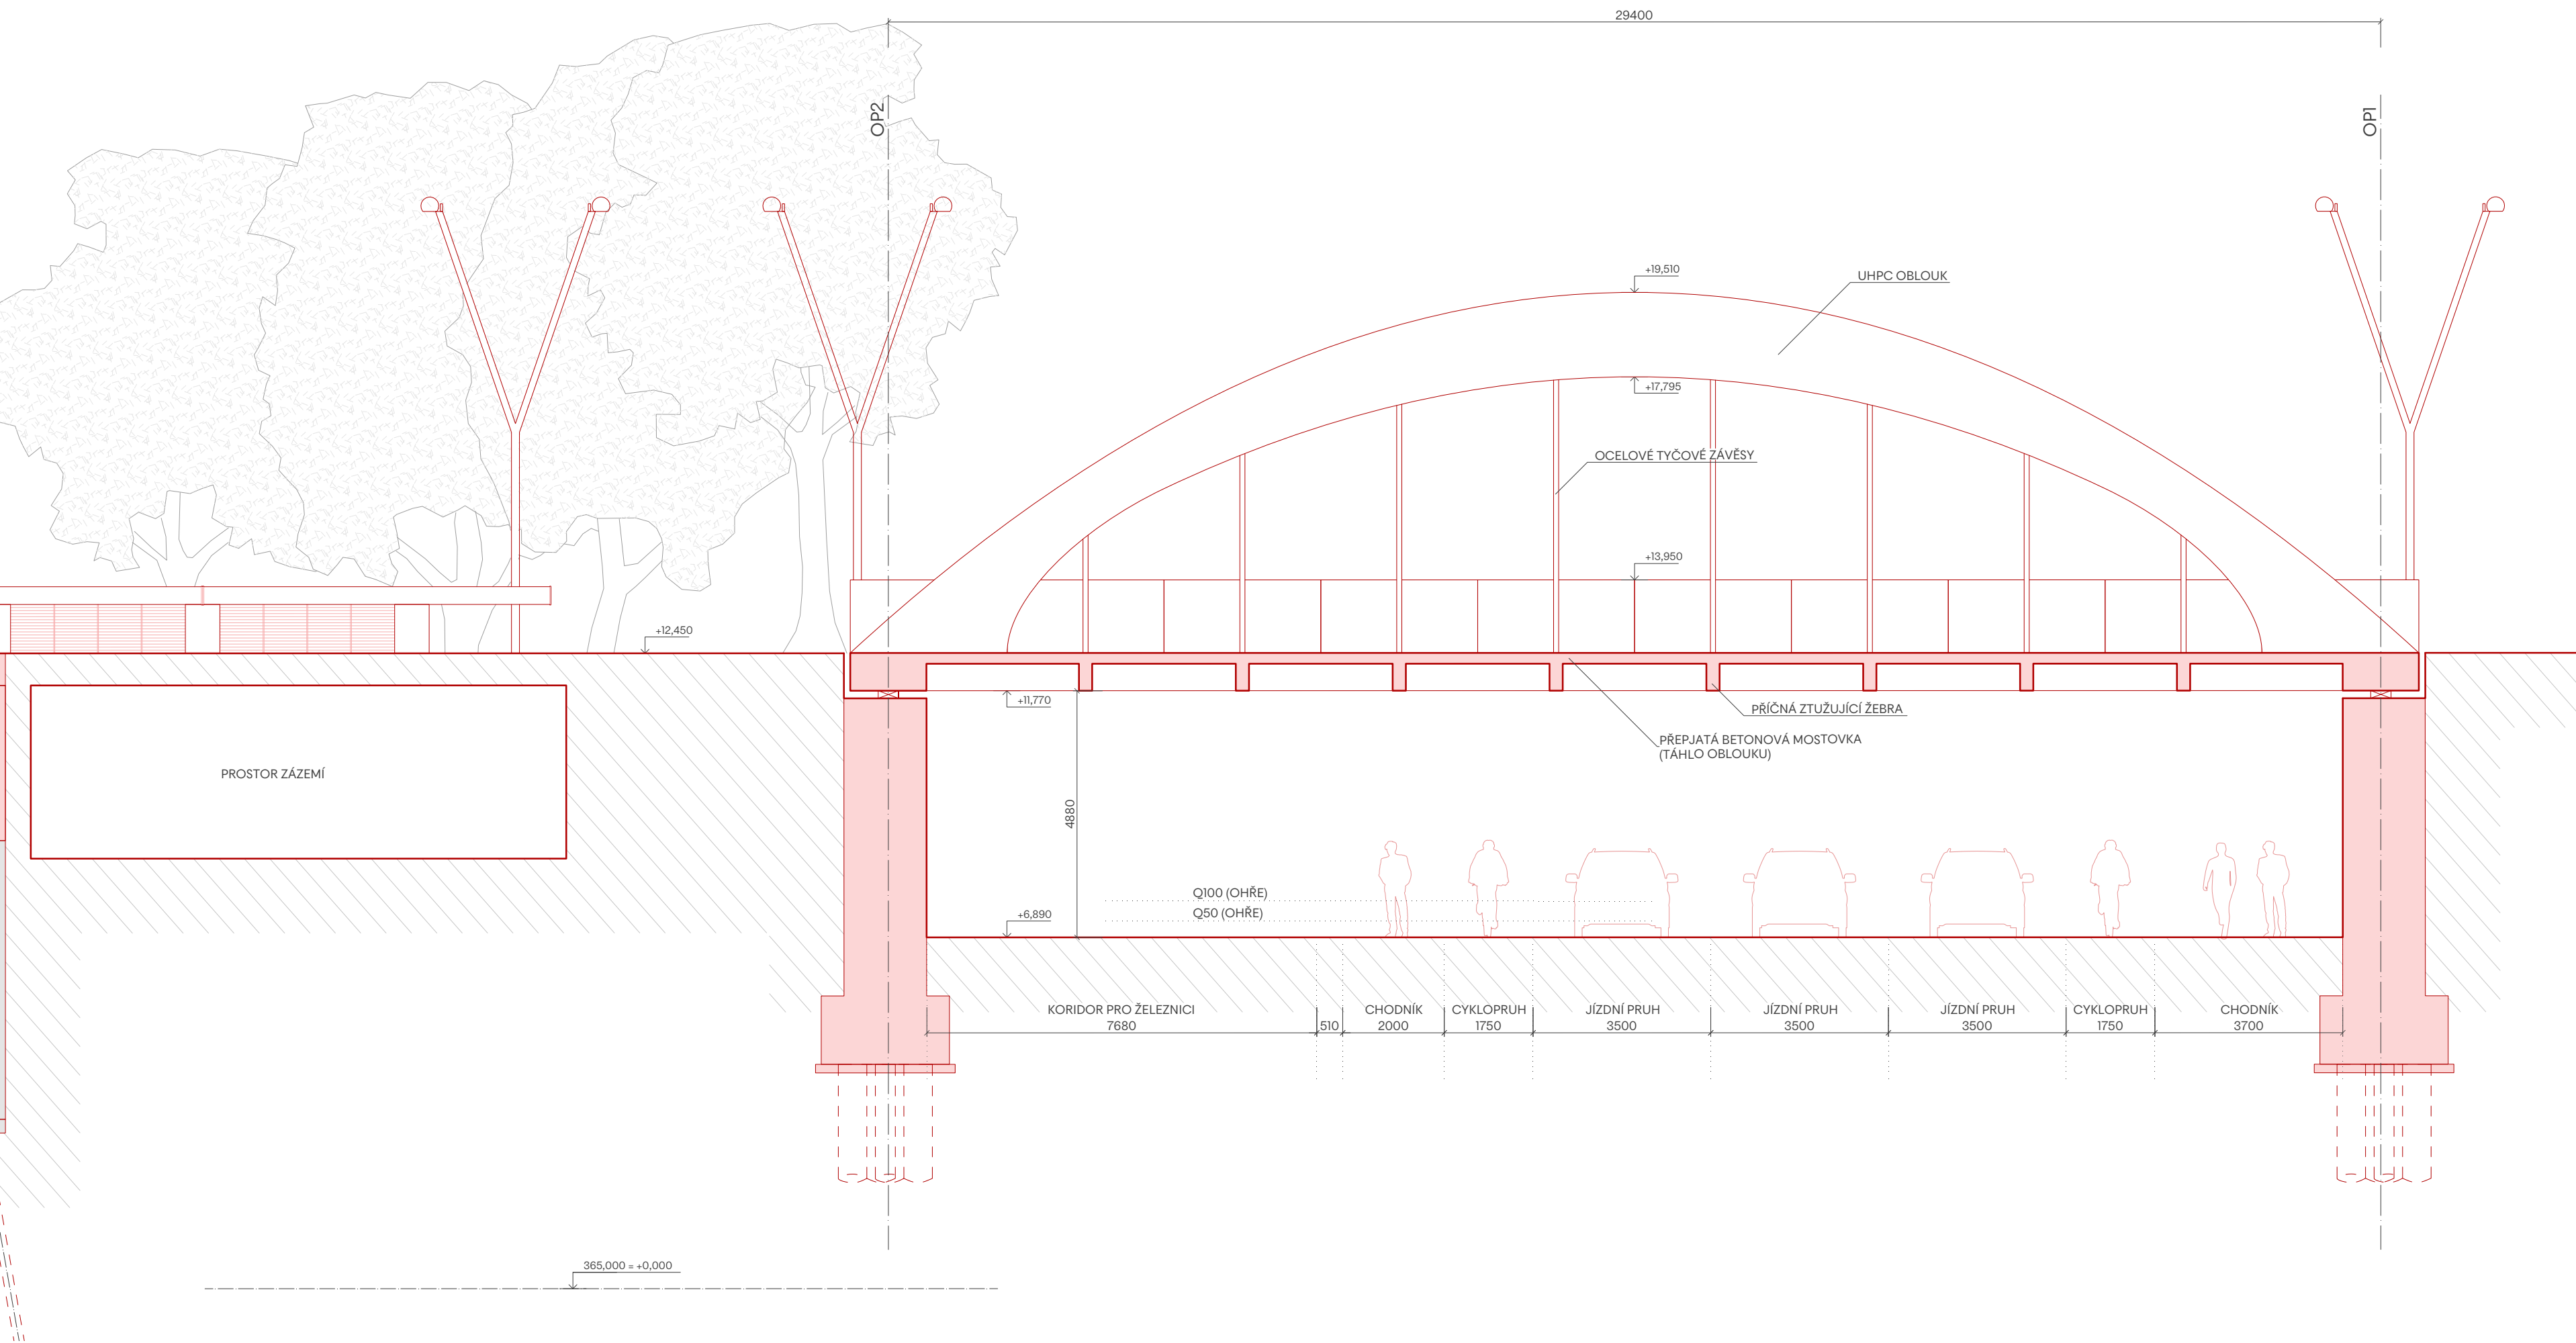 29400
OP2
OP1
+19,510
UHPC OBLOUK
+17,795
OCELOVÉ TYČOVÉ ZÁVĚSY
+13,950
+12,450
+11,770
PŘÍČNÁ ZTUŽUJÍCÍ ŽEBRA
PŘEPJATÁ BETONOVÁ MOSTOVKA
(TÁHLO OBLOUKU)
PROSTOR ZÁZEMÍ
4880
Q100 (OHŘE)
Q50 (OHŘE)
+6,890
KORIDOR PRO ŽELEZNICI
7680
510
CHODNÍK
2000
CYKLOPRUH
1750
JÍZDNÍ PRUH
3500
JÍZDNÍ PRUH
3500
JÍZDNÍ PRUH
3500
CYKLOPRUH
1750
CHODNÍK
3700
365,000 = +0,000